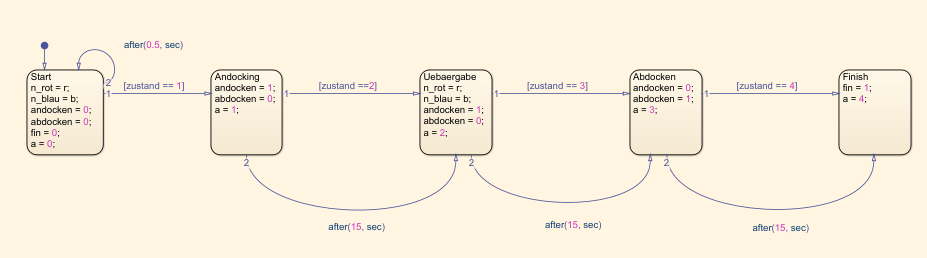 after(0.5, sec)
Start
n_rot = r;
n_blau = b;
andocken = 0;
abdocken = 0;
fin = 0;
a = 0;
2
1
[zustand == 1]
Andocking
andocken = 1;
abdocken = 0;
a = 1;
1
2
[zustand ==2]
Uebaergabe
n_rot = r;
n_blau = b;
andocken = 1;
abdocken = 0;
a = 2;
1
2
[zustand == 3]
Abdocken
andocken = 0;
abdocken = 1;
a = 3;
1
2
[zustand == 4]
Finish
fin = 1;
a = 4;
after(15, sec)
after(15, sec)
after(15, sec)